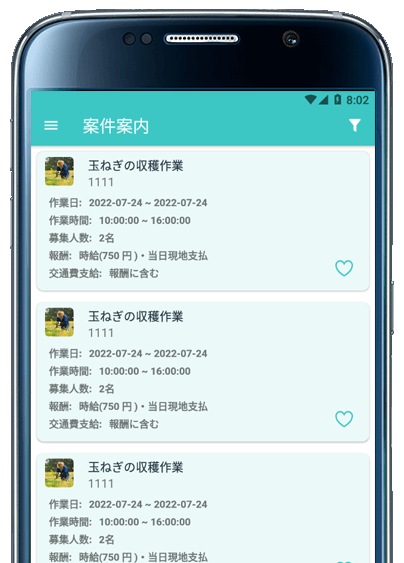 8:02
案件案内
玉ねぎの収穫作業
1111
作業日: 2022-07-24 ~ 2022-07-24
作業時間: 10:00:00 ~ 16:00:00
募集人数: 2名
報酬: 時給(750 円 )・当日現地支払
交通費支給: 報酬に含む
玉ねぎの収穫作業
1111
作業日: 2022-07-24 ~ 2022-07-24
作業時間: 10:00:00 ~ 16:00:00
募集人数: 2名
報酬: 時給(750 円 )・当日現地支払
交通費支給: 報酬に含む
玉ねぎの収穫作業
1111
作業日: 2022-07-24 ~ 2022-07-24
作業時間: 10:00:00 ~ 16:00:00
募集人数: 2名
報酬: 時給(750 円 )・当日現地支払